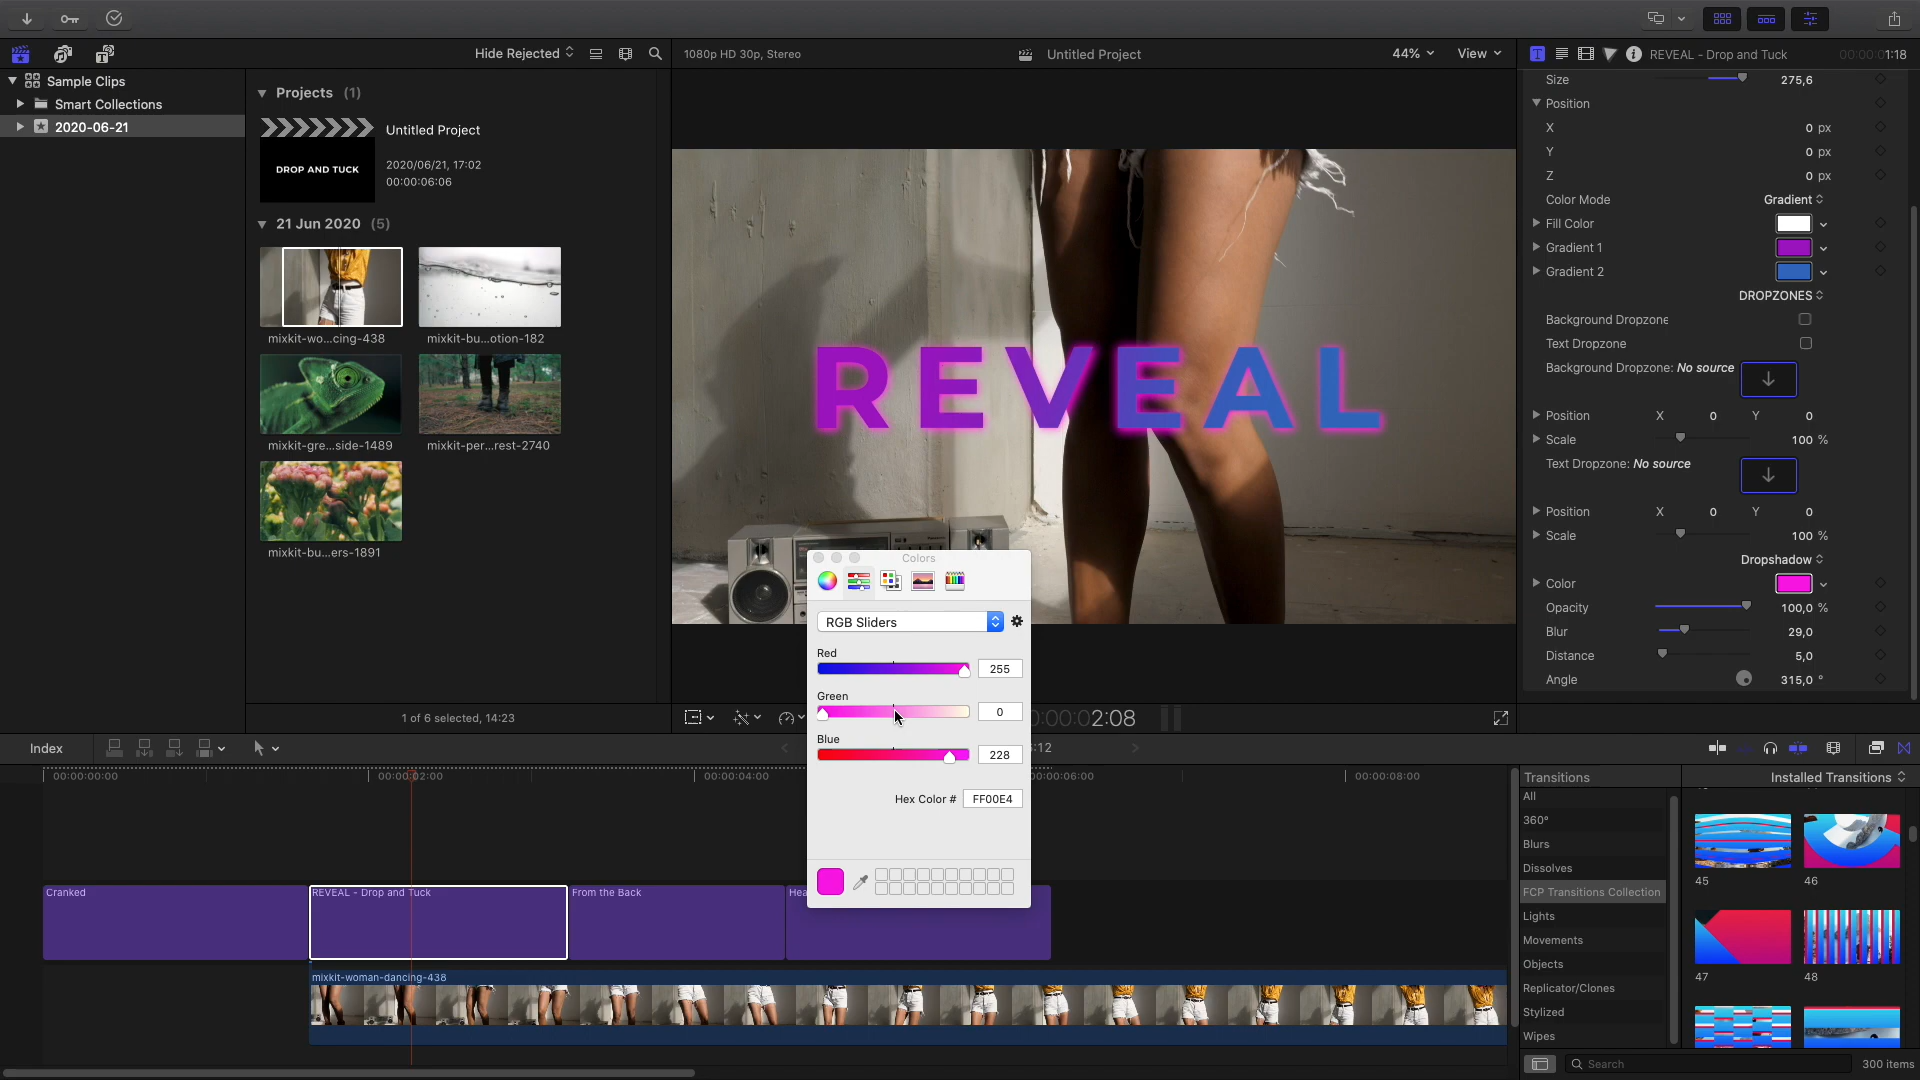 Hide Rejected
1080p HD 30p, Stereo
Untitled Project
44%
View
REVEAL - Drop and Tuck
00:00:01:18
Sample Clips
Smart Collections
2020-06-21
Projects (1)
Untitled Project
2020/06/21, 17:02
00:00:06:06
DROP AND TUCK
21 Jun 2020 (5)
mixkit-wo...cing-438
mixkit-bu...otion-182
mixkit-gre...side-1489
mixkit-per...rest-2740
mixkit-bu...ers-1891
1 of 6 selected, 14:23
REVEAL
Size 275,6
Position
X 0 px
Y 0 px
Z 0 px
Color Mode Gradient
Fill Color
Gradient 1
Gradient 2
DROPZONES
Background Dropzone
Text Dropzone
Background Dropzone: No source
Position X 0 Y 0
Scale 100 %
Text Dropzone: No source
Position X 0 Y 0
Scale 100 %
Dropshadow
Color
Opacity 100,0 %
Blur 29,0
Distance 5,0
Angle 315,0 °
Colors
RGB Sliders
Red
255
Green
0
Blue
228
Hex Color # FF00E4
00:00:02:08
Index
:12
00:00:00:00
00:00:02:00
00:00:04:00
00:00:06:00
00:00:08:00
Cranked
REVEAL - Drop and Tuck
From the Back
Hea
mixkit-woman-dancing-438
Transitions
Installed Transitions
All
360°
Blurs
Dissolves
FCP Transitions Collection
Lights
Movements
Objects
Replicator/Clones
Stylized
Wipes
45
46
47
48
Search
300 items